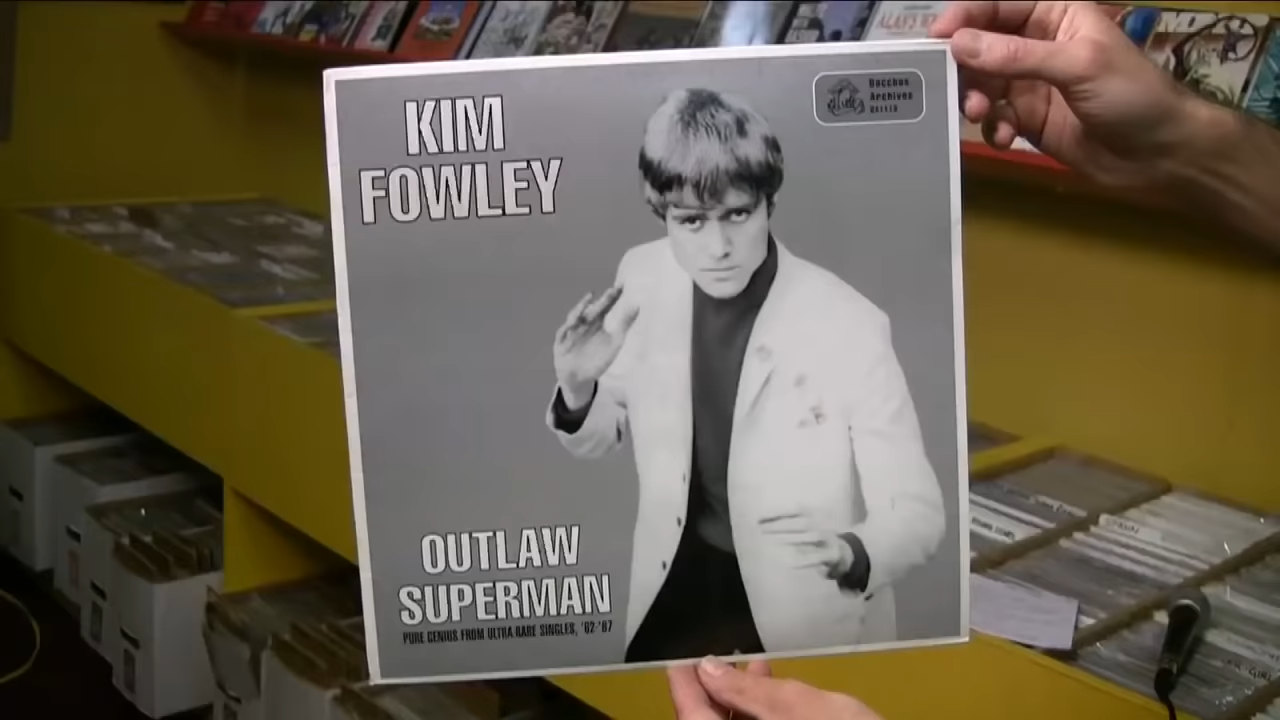 KIM
FOWLEY
Bacchus
Archives
OUTLAW
SUPERMAN
PURE GENIUS FROM ULTRA-RARE SINGLES, '62-'67